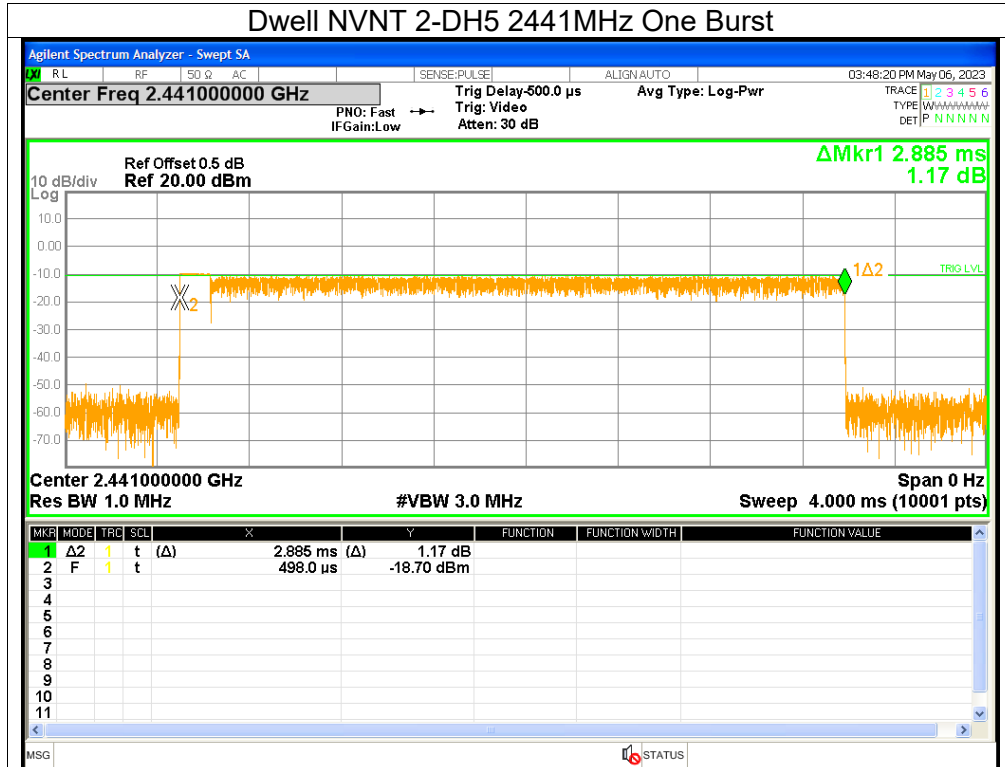 Dwell NVNT 2-DH5 2441MHz One Burst
Agilent Spectrum Analyzer - Swept SA
LXI RL RF 50 Ω AC SENSE:PULSE ALIGN AUTO 03:48:20 PM May 06, 2023
Center Freq 2.441000000 GHz
PNO: Fast
IFGain:Low
Trig Delay-500.0 µs
Trig: Video
Atten: 30 dB
Avg Type: Log-Pwr
TRACE 1 2 3 4 5 6
TYPE WWWWWWW
DET P N N N N N
ΔMkr1 2.885 ms
1.17 dB
Ref Offset 0.5 dB
10 dB/div Ref 20.00 dBm
Log
10.0
0.00
-10.0
-20.0
-30.0
-40.0
-50.0
-60.0
-70.0
X2
1Δ2
TRIG LVL
Center 2.441000000 GHz Span 0 Hz
Res BW 1.0 MHz #VBW 3.0 MHz Sweep 4.000 ms (10001 pts)
MKR MODE TRC SCL X Y FUNCTION FUNCTION WIDTH FUNCTION VALUE
1 Δ2 1 t (Δ) 2.885 ms (Δ) 1.17 dB
2 F 1 t 498.0 µs -18.70 dBm
3
4
5
6
7
8
9
10
11
MSG STATUS